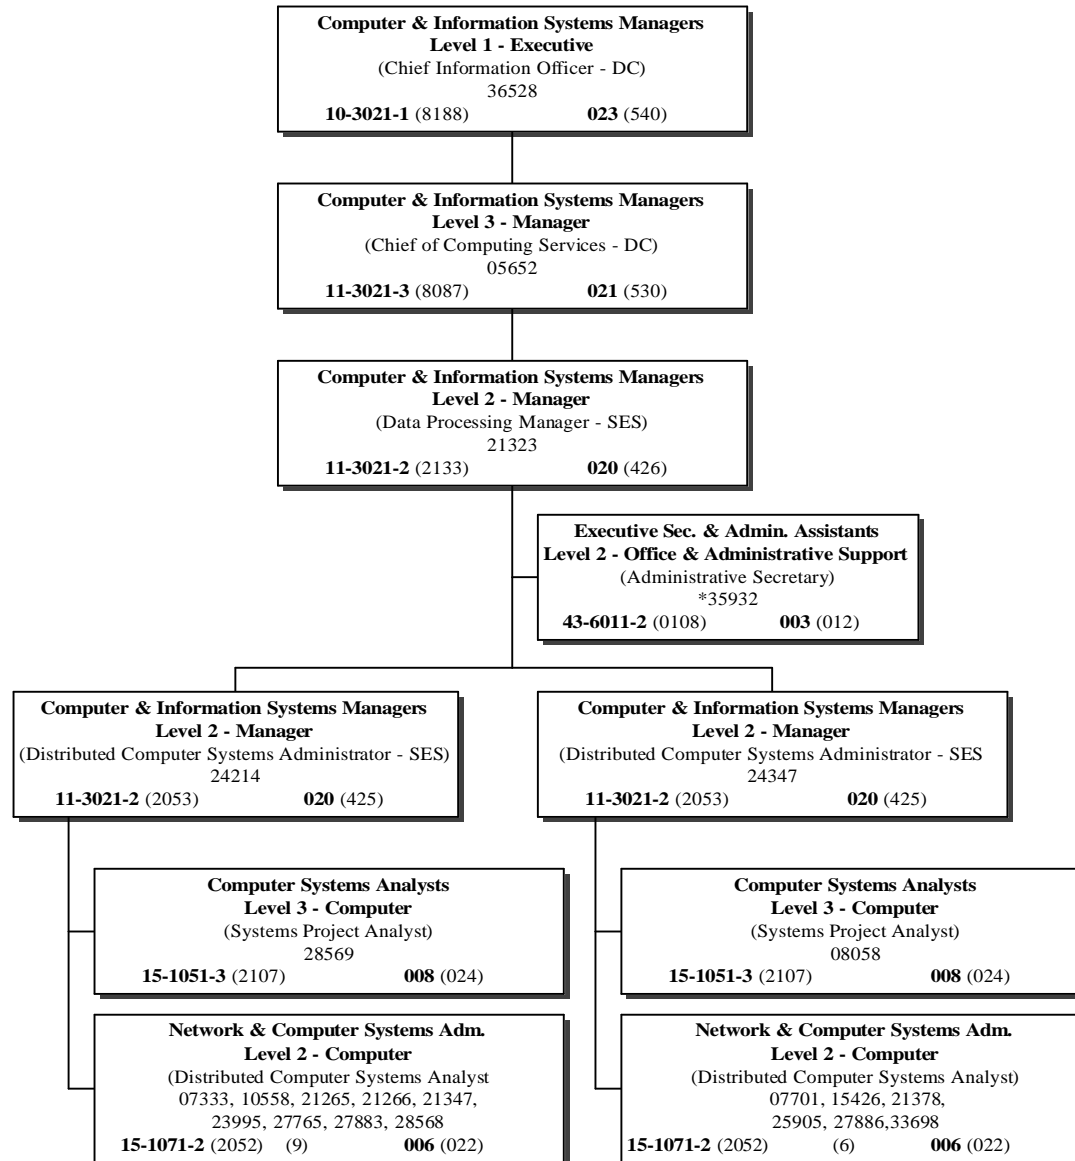 Computer & Information Systems Managers
Level 1 - Executive
(Chief Information Officer - DC)
36528
10-3021-1 (8188) 023 (540)
Computer & Information Systems Managers
Level 3 - Manager
(Chief of Computing Services - DC)
05652
11-3021-3 (8087) 021 (530)
Computer & Information Systems Managers
Level 2 - Manager
(Data Processing Manager - SES)
21323
11-3021-2 (2133) 020 (426)
Executive Sec. & Admin. Assistants
Level 2 - Office & Administrative Support
(Administrative Secretary)
*35932
43-6011-2 (0108) 003 (012)
Computer & Information Systems Managers
Level 2 - Manager
(Distributed Computer Systems Administrator - SES)
24214
11-3021-2 (2053) 020 (425)
Computer Systems Analysts
Level 3 - Computer
(Systems Project Analyst)
28569
15-1051-3 (2107) 008 (024)
Network & Computer Systems Adm.
Level 2 - Computer
(Distributed Computer Systems Analyst
07333, 10558, 21265, 21266, 21347,
23995, 27765, 27883, 28568
15-1071-2 (2052) (9) 006 (022)
Computer & Information Systems Managers
Level 2 - Manager
(Distributed Computer Systems Administrator - SES
24347
11-3021-2 (2053) 020 (425)
Computer Systems Analysts
Level 3 - Computer
(Systems Project Analyst)
08058
15-1051-3 (2107) 008 (024)
Network & Computer Systems Adm.
Level 2 - Computer
(Distributed Computer Systems Analyst)
07701, 15426, 21378,
25905, 27886,33698
15-1071-2 (2052) (6) 006 (022)